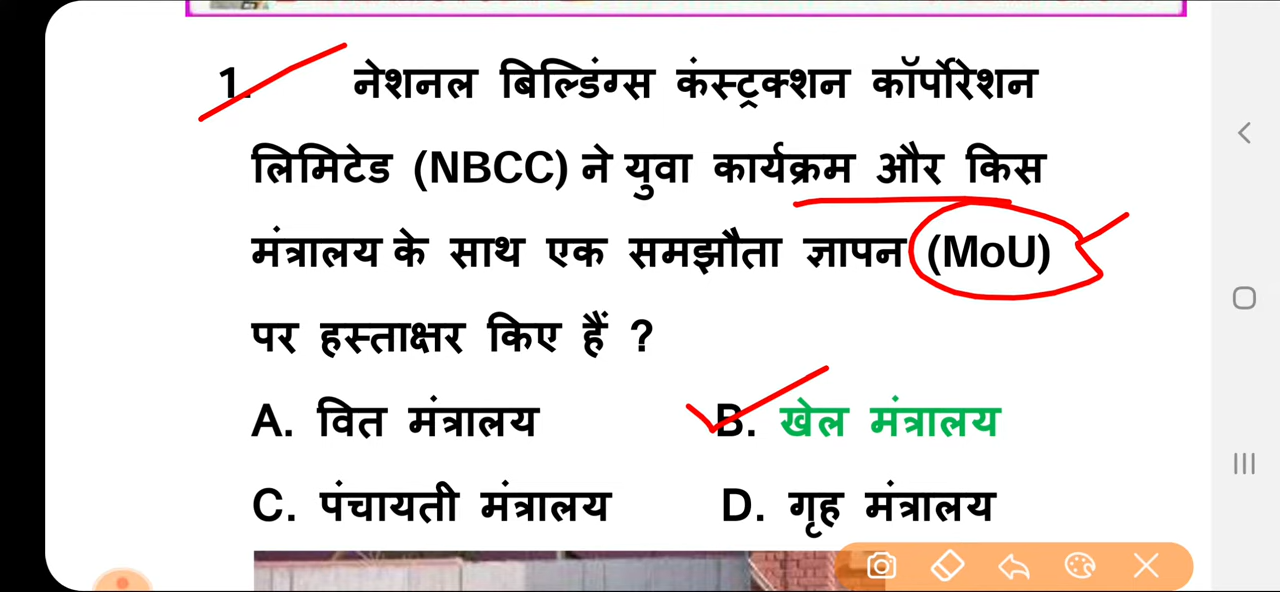 1. नेशनल बिल्डिंग्स कंस्ट्रक्शन कॉर्पोरेशन
लिमिटेड (NBCC) ने युवा कार्यक्रम और किस
मंत्रालय के साथ एक समझौता ज्ञापन (MoU)
पर हस्ताक्षर किए हैं ?
A. वित मंत्रालय B. खेल मंत्रालय
C. पंचायती मंत्रालय D. गृह मंत्रालय